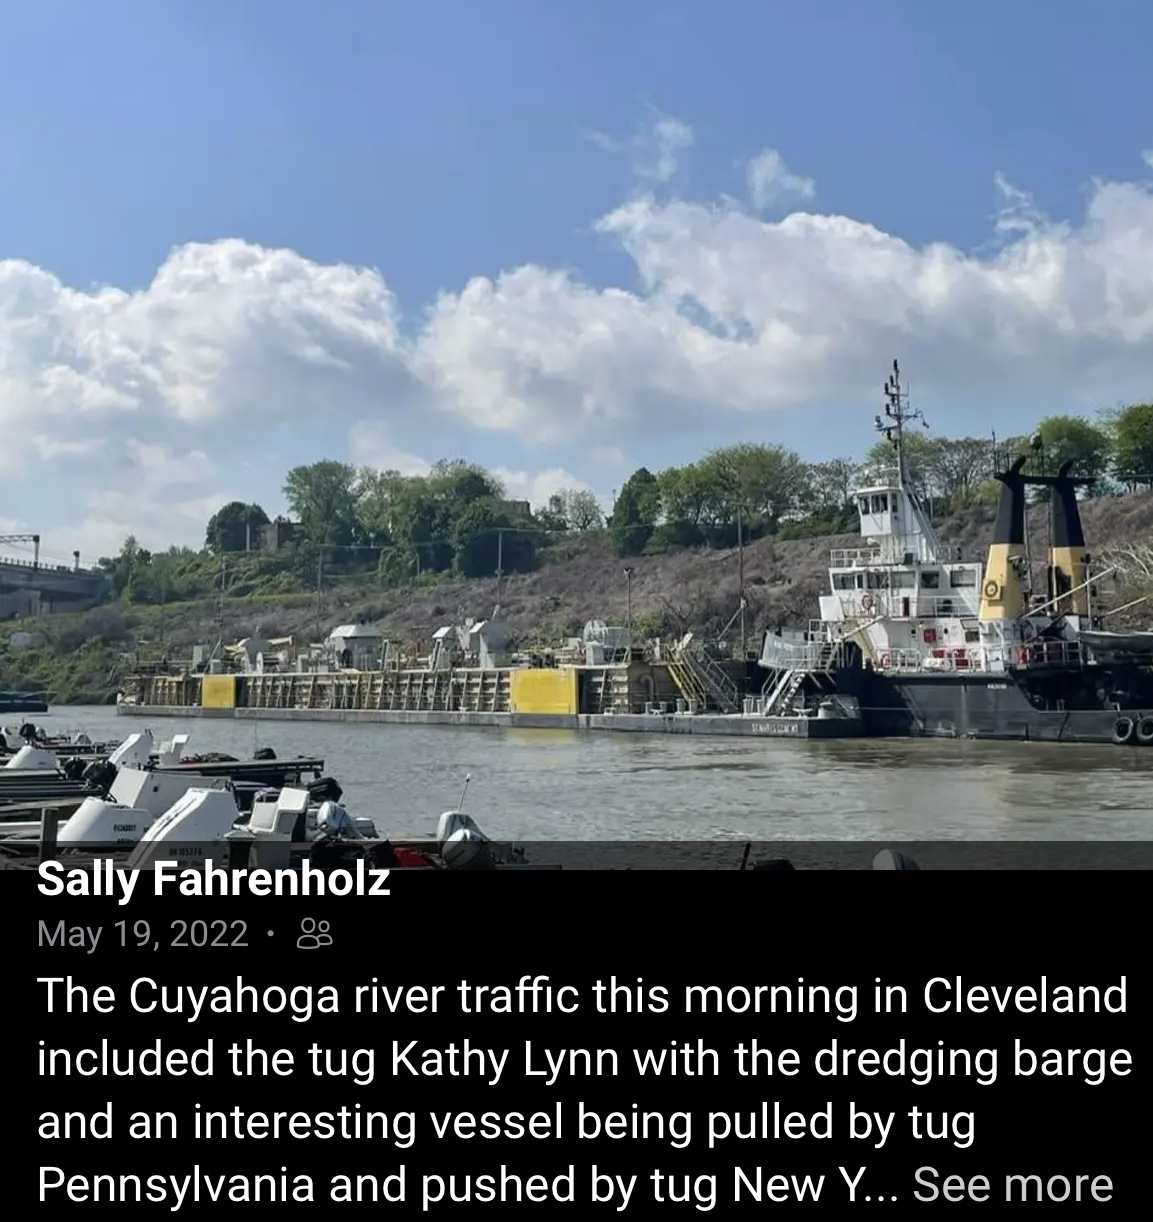 Sally Fahrenholz
May 19, 2022 ·
The Cuyahoga river traffic this morning in Cleveland
included the tug Kathy Lynn with the dredging barge
and an interesting vessel being pulled by tug
Pennsylvania and pushed by tug New Y... See more